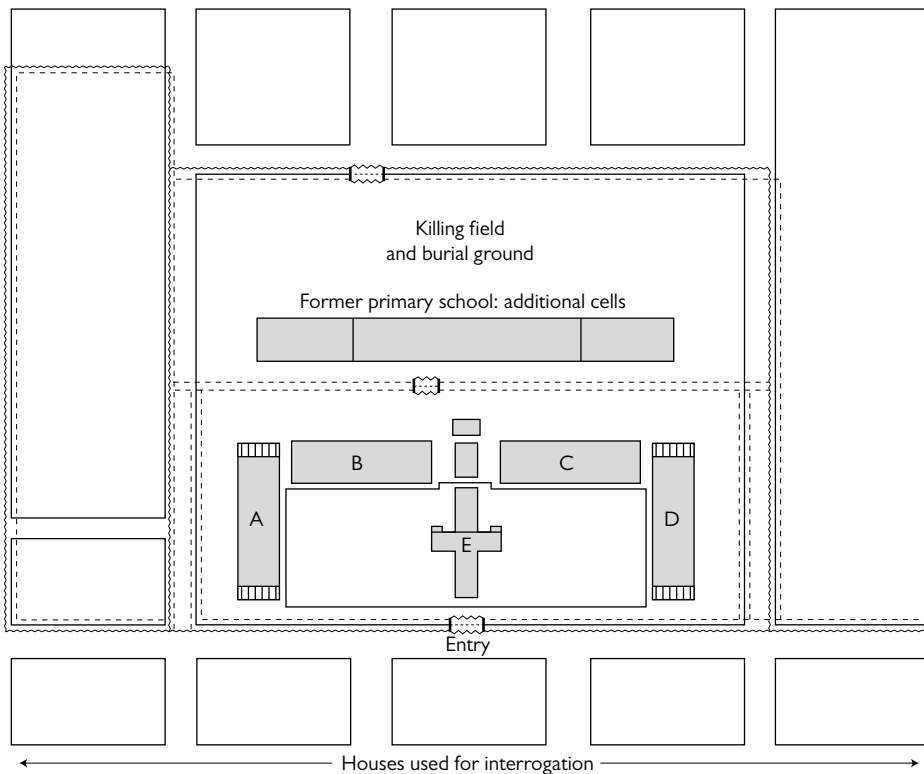 Killing field
and burial ground
Former primary school: additional cells
B
C
A
D
E
Entry
Houses used for interrogation